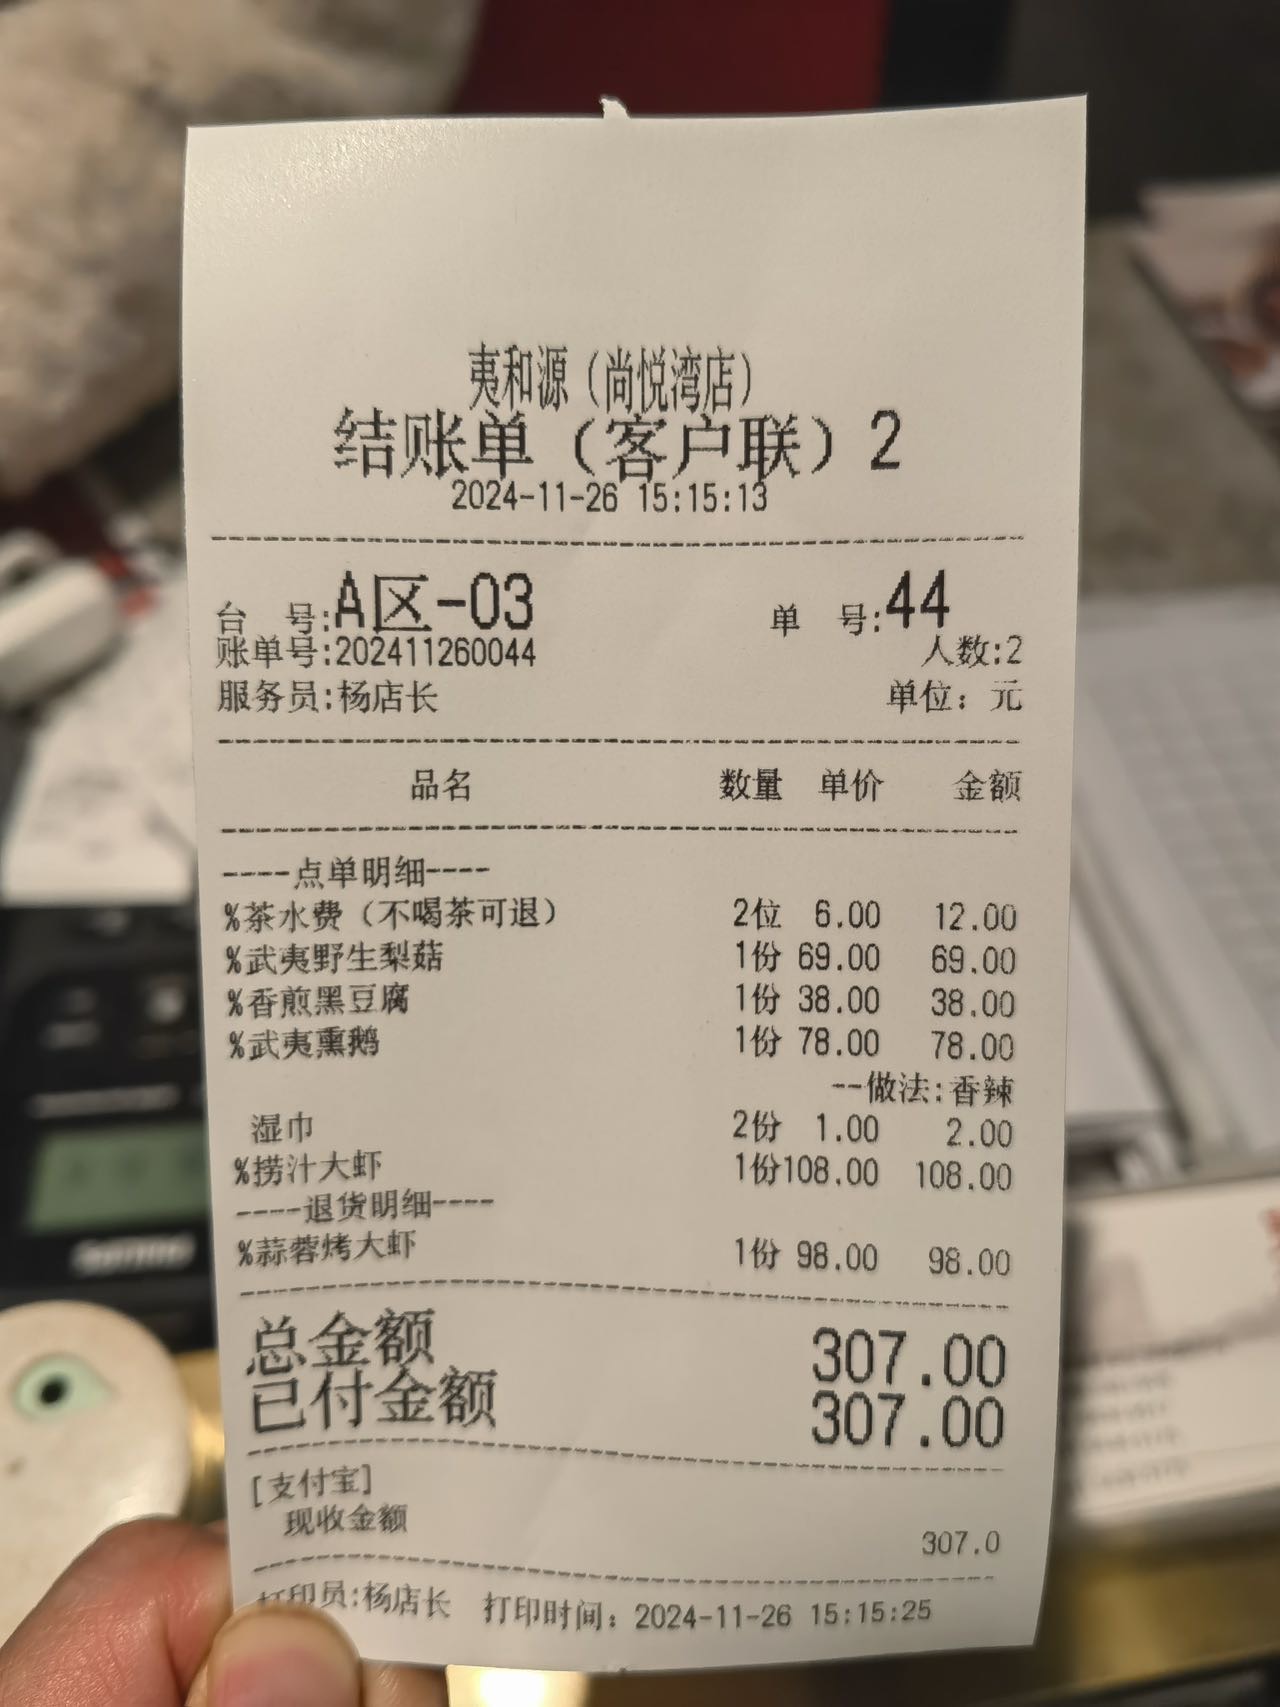 夷和源（尚悦湾店）
结账单（客户联）2
2024-11-26 15:15:13
台 号:A区-03 单 号:44
账单号:202411260044 人数:2
服务员:杨店长 单位：元
品名 数量 单价 金额
----点单明细----
%茶水费（不喝茶可退） 2位 6.00 12.00
%武夷野生梨菇 1份 69.00 69.00
%香煎黑豆腐 1份 38.00 38.00
%武夷熏鹅 1份 78.00 78.00
--做法:香辣
湿巾 2份 1.00 2.00
%捞汁大虾 1份108.00 108.00
----退货明细----
%蒜蓉烤大虾 1份 98.00 98.00
总金额 307.00
已付金额 307.00
[支付宝]
现收金额 307.0
打印员:杨店长 打印时间：2024-11-26 15:15:25